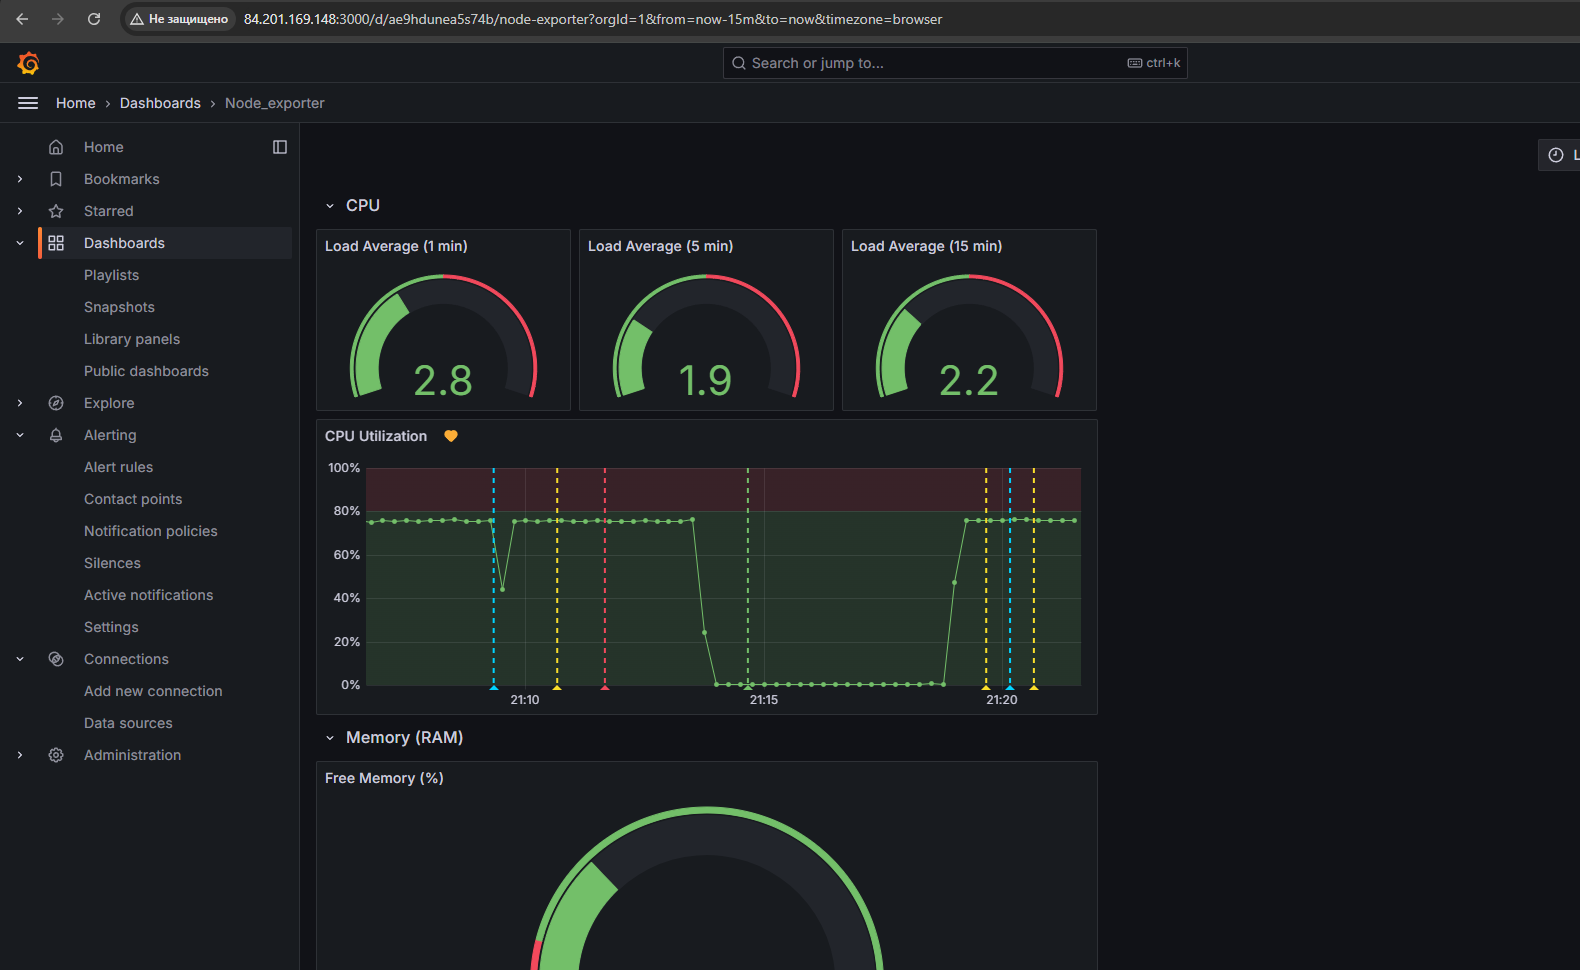 Не защищено 84.201.169.148:3000/d/ae9hdunea5s74b/node-exporter?orgId=1&from=now-15m&to=now&timezone=browser
Search or jump to... ctrl+k
Home › Dashboards › Node_exporter
Home
Bookmarks
Starred
Dashboards
Playlists
Snapshots
Library panels
Public dashboards
Explore
Alerting
Alert rules
Contact points
Notification policies
Silences
Active notifications
Settings
Connections
Add new connection
Data sources
Administration
L
CPU
Load Average (1 min)
2.8
Load Average (5 min)
1.9
Load Average (15 min)
2.2
CPU Utilization
100%
80%
60%
40%
20%
0%
21:10 21:15 21:20
Memory (RAM)
Free Memory (%)